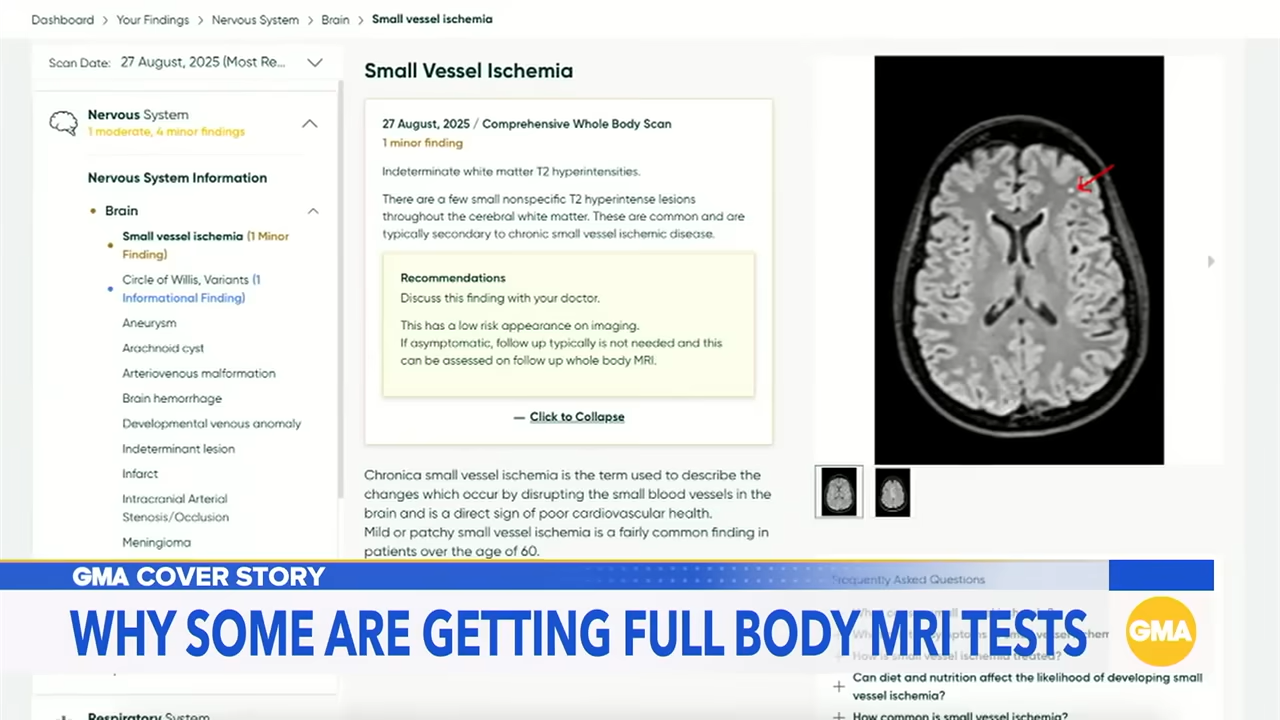 Dashboard > Your Findings > Nervous System > Brain > Small vessel ischemia
Scan Date: 27 August, 2025 (Most Re...
Nervous System
1 moderate, 4 minor findings
Nervous System Information
Brain
Small vessel ischemia (1 Minor
Finding)
Circle of Willis, Variants (1
Informational Finding)
Aneurysm
Arachnoid cyst
Arteriovenous malformation
Brain hemorrhage
Developmental venous anomaly
Indeterminant lesion
Infarct
Intracranial Arterial
Stenosis/Occlusion
Meningioma
Respiratory System
Small Vessel Ischemia
27 August, 2025 / Comprehensive Whole Body Scan
1 minor finding
Indeterminate white matter T2 hyperintensities.
There are a few small nonspecific T2 hyperintense lesions
throughout the cerebral white matter. These are common and are
typically secondary to chronic small vessel ischemic disease.
Recommendations
Discuss this finding with your doctor.
This has a low risk appearance on imaging.
If asymptomatic, follow up typically is not needed and this
can be assessed on follow up whole body MRI.
— Click to Collapse
Chronica small vessel ischemia is the term used to describe the
changes which occur by disrupting the small blood vessels in the
brain and is a direct sign of poor cardiovascular health.
Mild or patchy small vessel ischemia is a fairly common finding in
patients over the age of 60.
Frequently Asked Questions
+ How is small vessel ischemia treated?
+ Can diet and nutrition affect the likelihood of developing small
vessel ischemia?
+ How common is small vessel ischemia?
GMA COVER STORY
WHY SOME ARE GETTING FULL BODY MRI TESTS
GMA